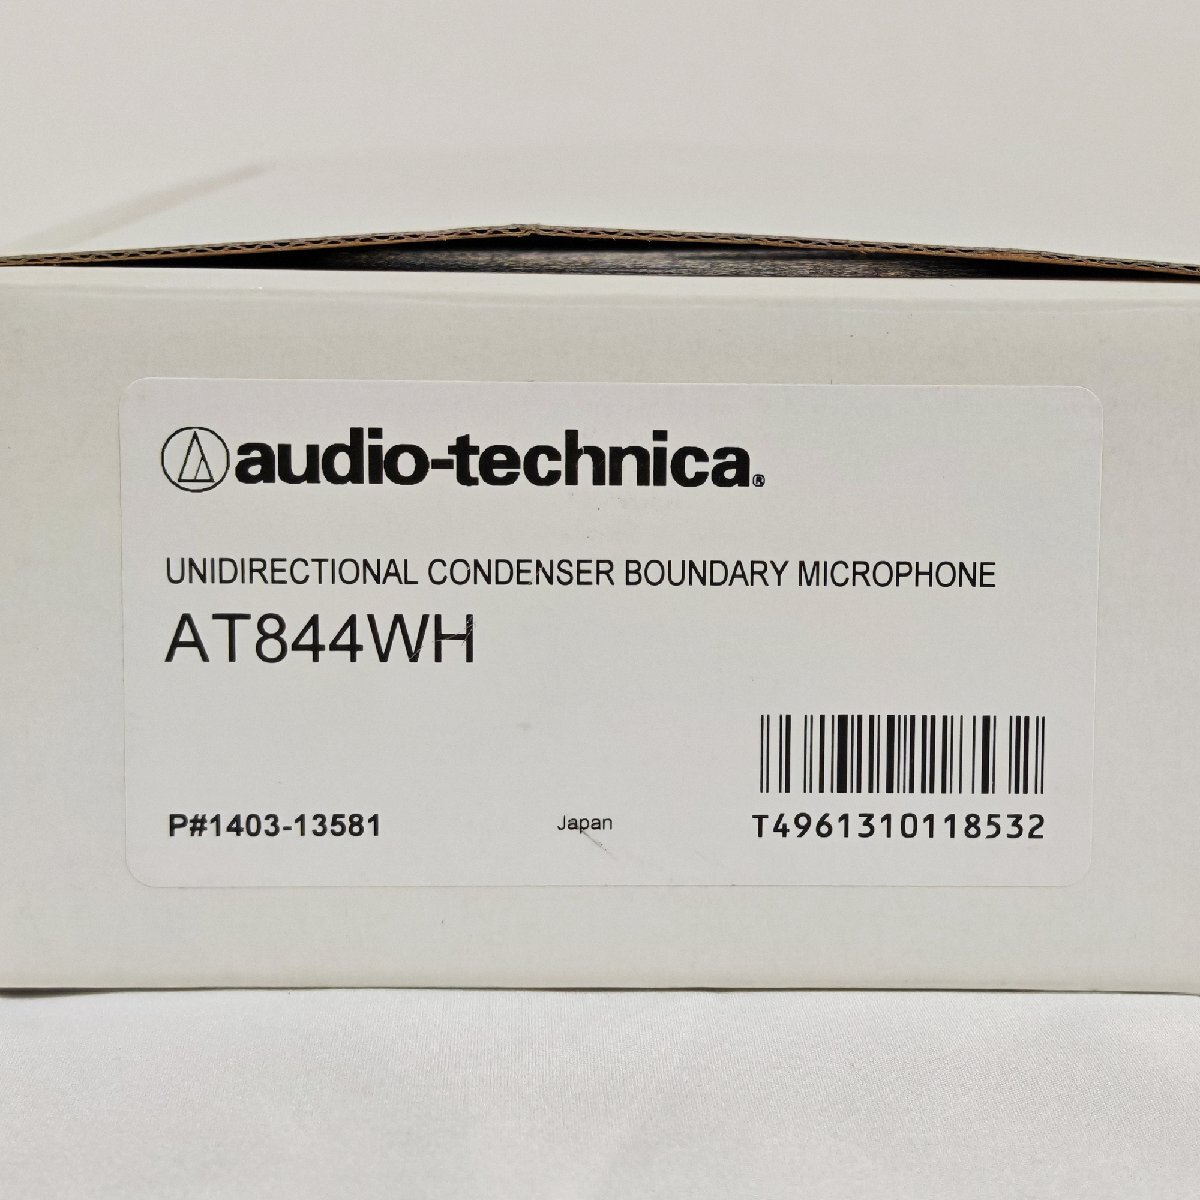 audio-technica®
UNIDIRECTIONAL CONDENSER BOUNDARY MICROPHONE
AT844WH
P#1403-13581
Japan
T4961310118532